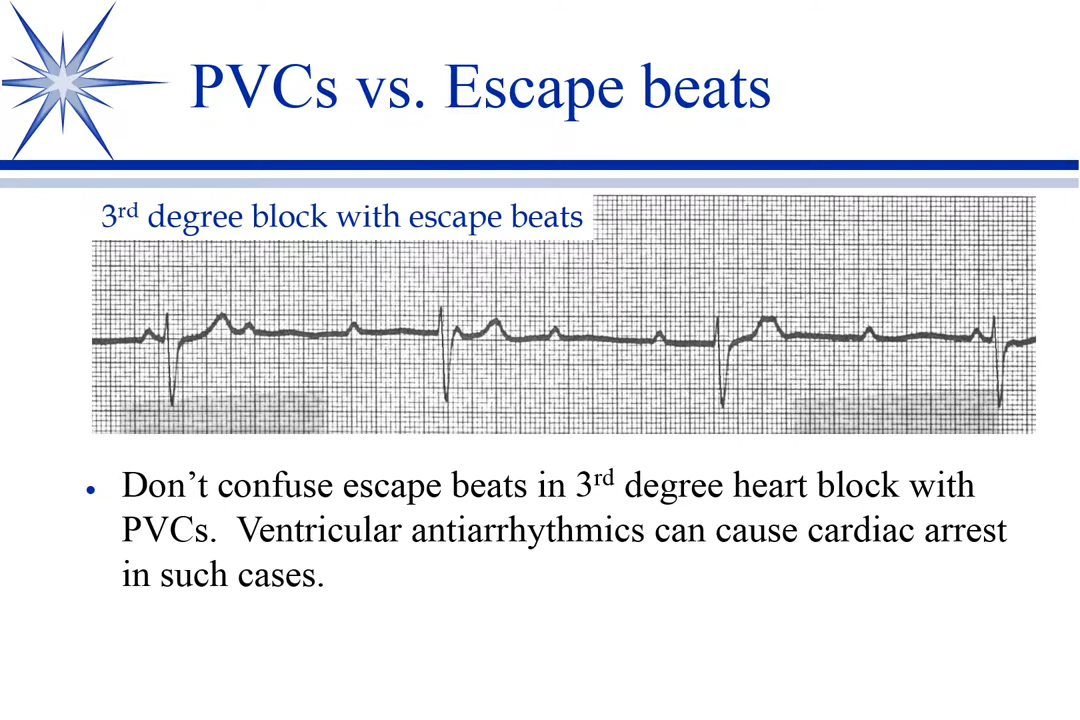 PVCs vs. Escape beats
3rd degree block with escape beats
• Don’t confuse escape beats in 3rd degree heart block with
PVCs.  Ventricular antiarrhythmics can cause cardiac arrest
in such cases.